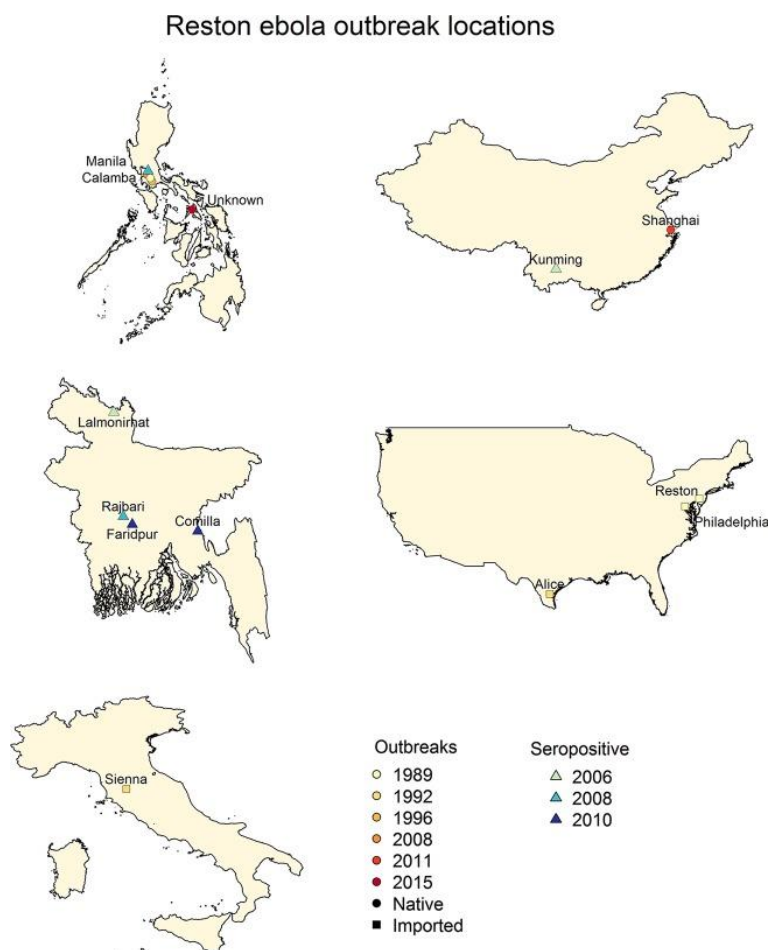 Reston ebola outbreak locations
Manila
Calamba
Unknown
Shanghai
Kunming
Lalmonirhat
Rajbari
Faridpur
Comilla
Reston
Philadelphia
Alice
Sienna
Outbreaks
1989
1992
1996
2008
2011
2015
Native
Imported
Seropositive
2006
2008
2010